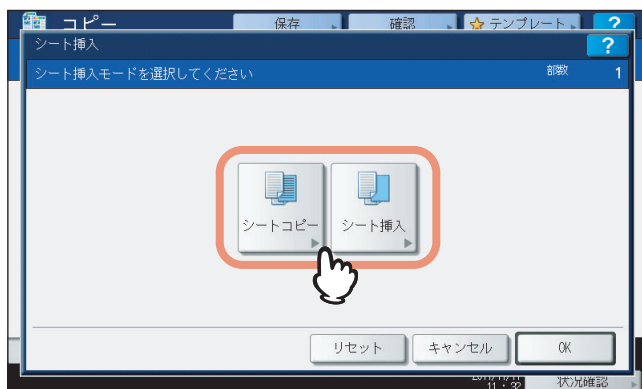 コピー 保存 確認 テンプレート ?
シート挿入 ?
シート挿入モードを選択してください 部数 1
シートコピー シート挿入
リセット キャンセル OK
11:32 状況確認